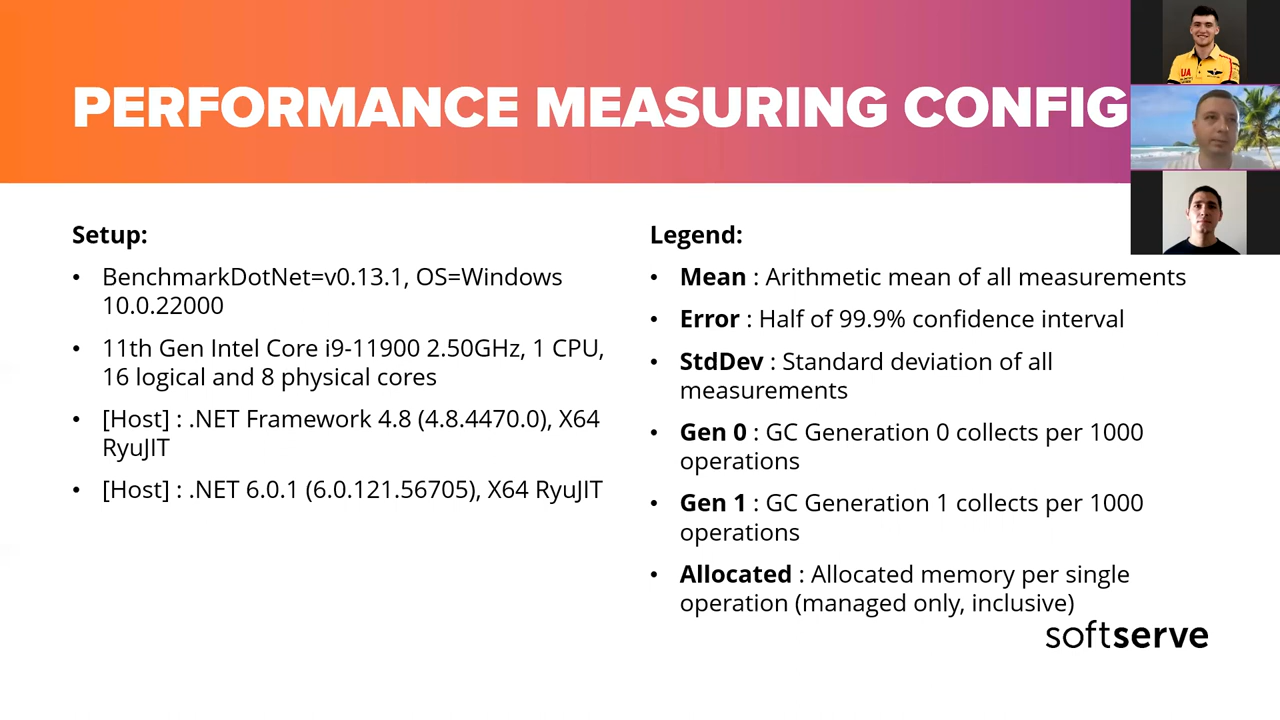 PERFORMANCE MEASURING CONFIG
Setup:
• BenchmarkDotNet=v0.13.1, OS=Windows
10.0.22000
• 11th Gen Intel Core i9-11900 2.50GHz, 1 CPU,
16 logical and 8 physical cores
• [Host] : .NET Framework 4.8 (4.8.4470.0), X64
RyuJIT
• [Host] : .NET 6.0.1 (6.0.121.56705), X64 RyuJIT
Legend:
• Mean : Arithmetic mean of all measurements
• Error : Half of 99.9% confidence interval
• StdDev : Standard deviation of all
measurements
• Gen 0 : GC Generation 0 collects per 1000
operations
• Gen 1 : GC Generation 1 collects per 1000
operations
• Allocated : Allocated memory per single
operation (managed only, inclusive)
softserve
UA